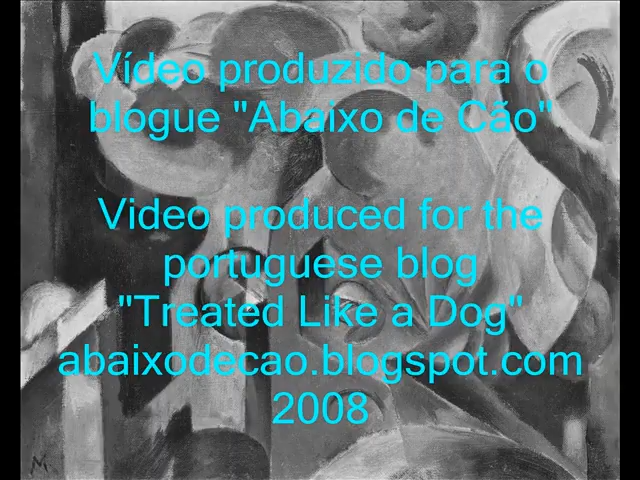 Vídeo produzido para o
blogue "Abaixo de Cão"
Video produced for the
portuguese blog
"Treated Like a Dog"
abaixodecao.blogspot.com
2008